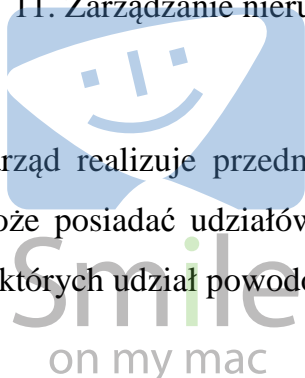 11. Zarządzanie nieru
rząd realizuje przedm
oże posiadać udziałów
których udział powodo
Smile
on my mac